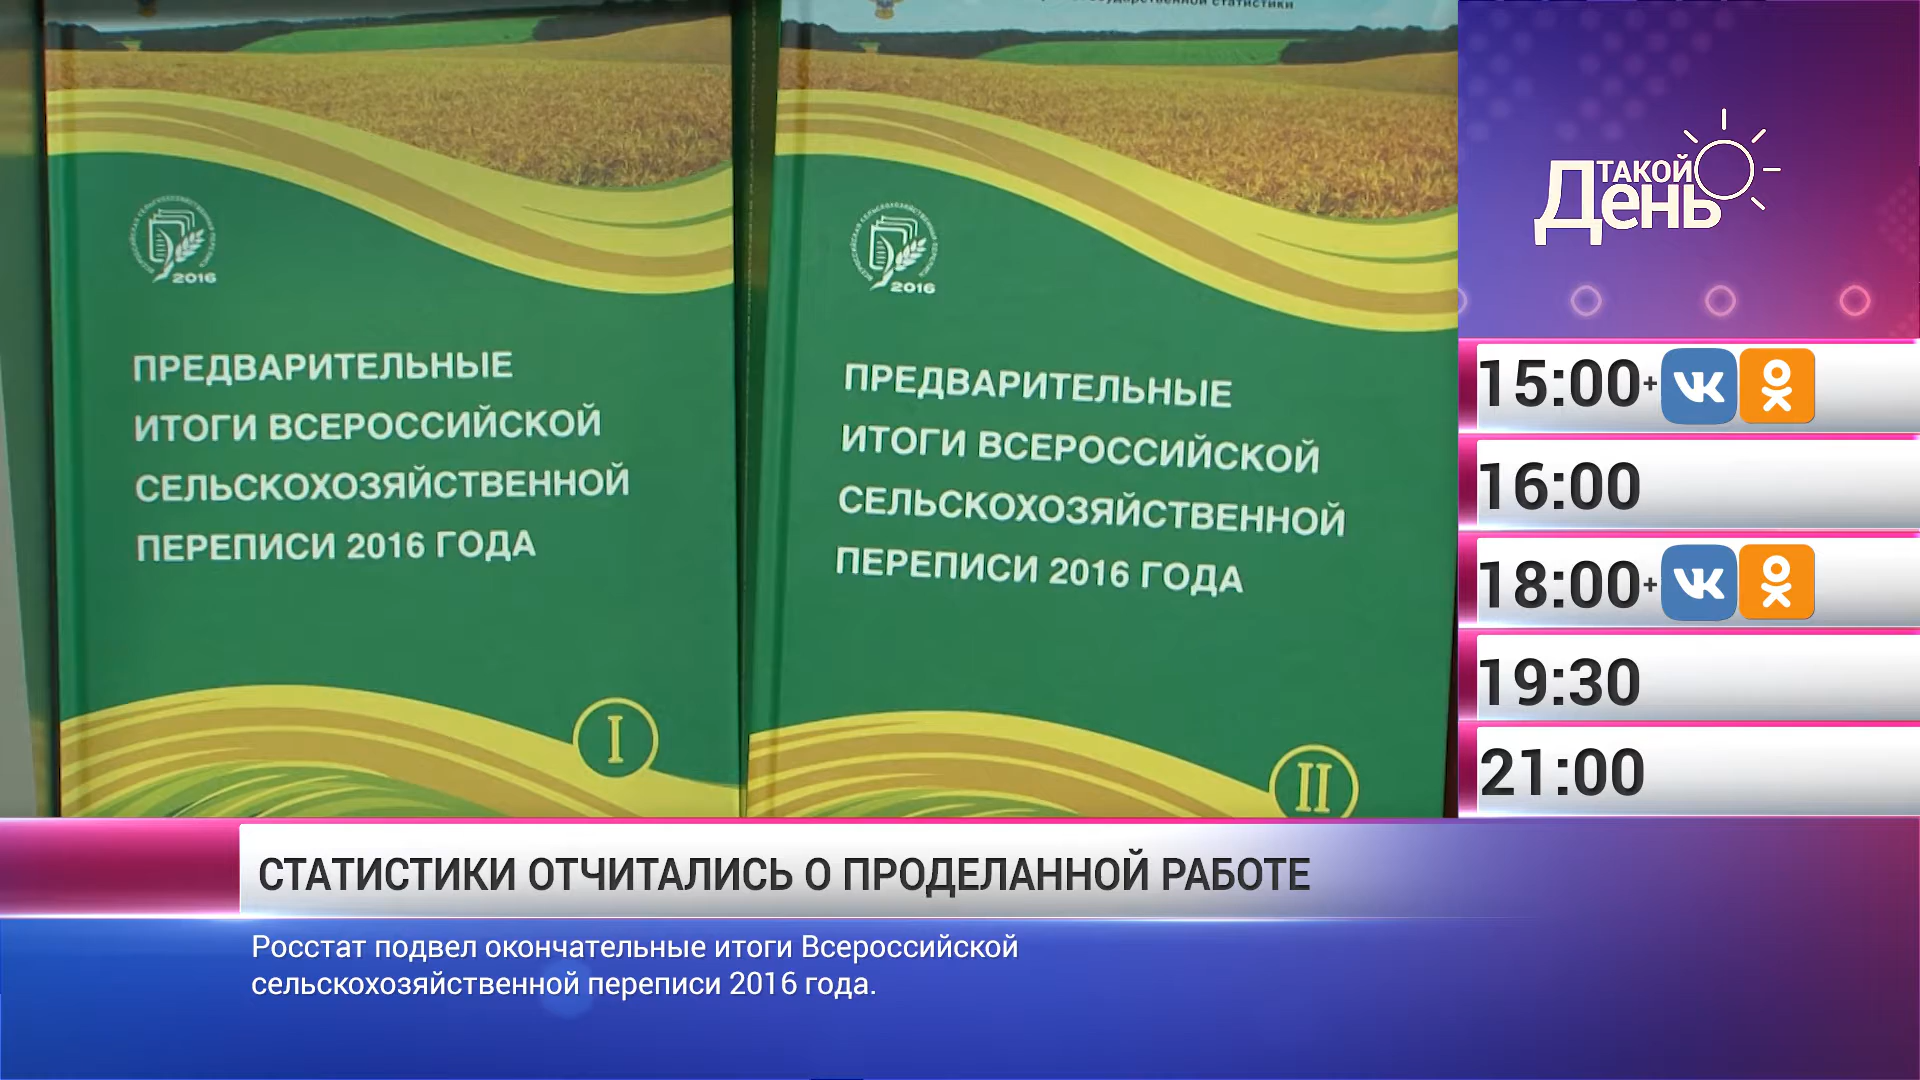 ПРЕДВАРИТЕЛЬНЫЕ
ИТОГИ ВСЕРОССИЙСКОЙ
СЕЛЬСКОХОЗЯЙСТВЕННОЙ
ПЕРЕПИСИ 2016 ГОДА
2016
I
государственной статистики
ПРЕДВАРИТЕЛЬНЫЕ
ИТОГИ ВСЕРОССИЙСКОЙ
СЕЛЬСКОХОЗЯЙСТВЕННОЙ
ПЕРЕПИСИ 2016 ГОДА
2016
II
ТАКОЙ
День
15:00+
16:00
18:00+
19:30
21:00
СТАТИСТИКИ ОТЧИТАЛИСЬ О ПРОДЕЛАННОЙ РАБОТЕ
Росстат подвел окончательные итоги Всероссийской
сельскохозяйственной переписи 2016 года.